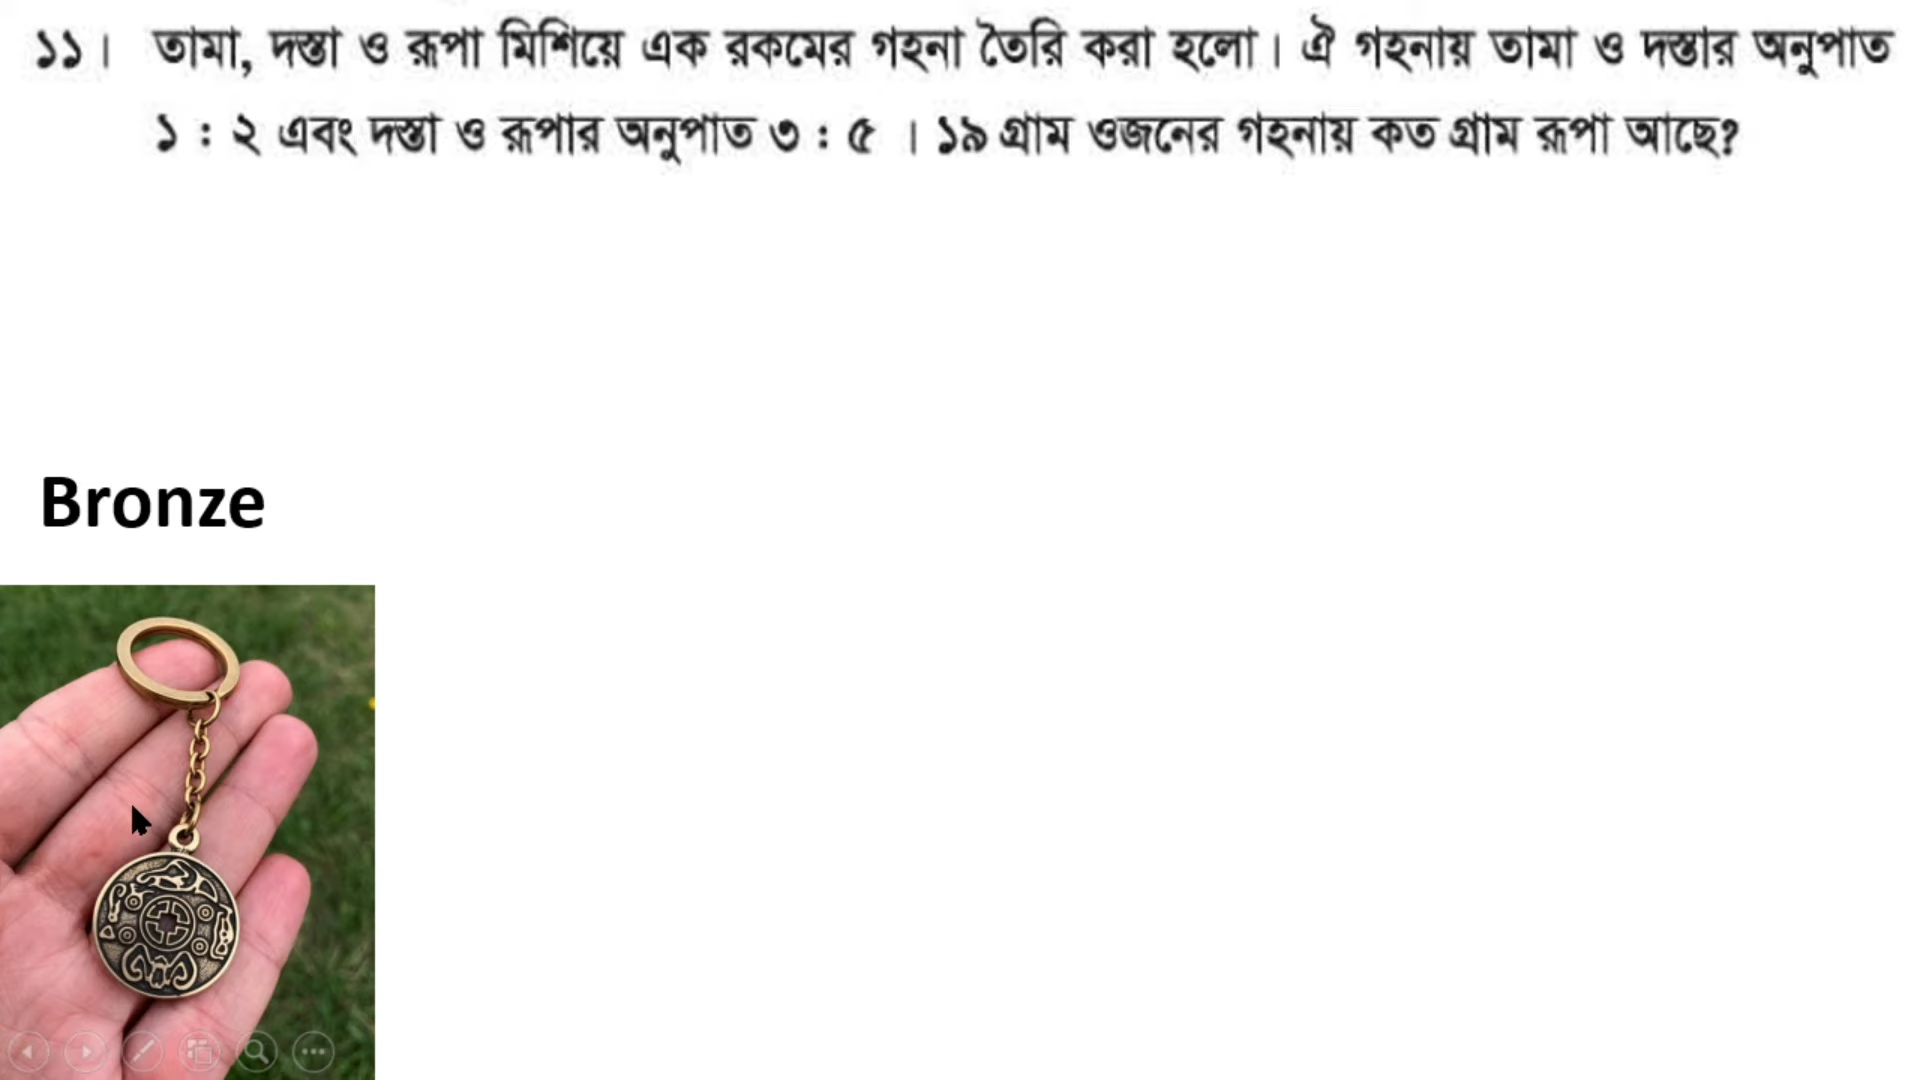 ১১। তামা, দস্তা ও রূপা মিশিয়ে এক রকমের গহনা তৈরি করা হলো। ঐ গহনায় তামা ও দস্তার অনুপাত
১ : ২ এবং দস্তা ও রূপার অনুপাত ৩ : ৫ । ১৯ গ্রাম ওজনের গহনায় কত গ্রাম রূপা আছে?
Bronze